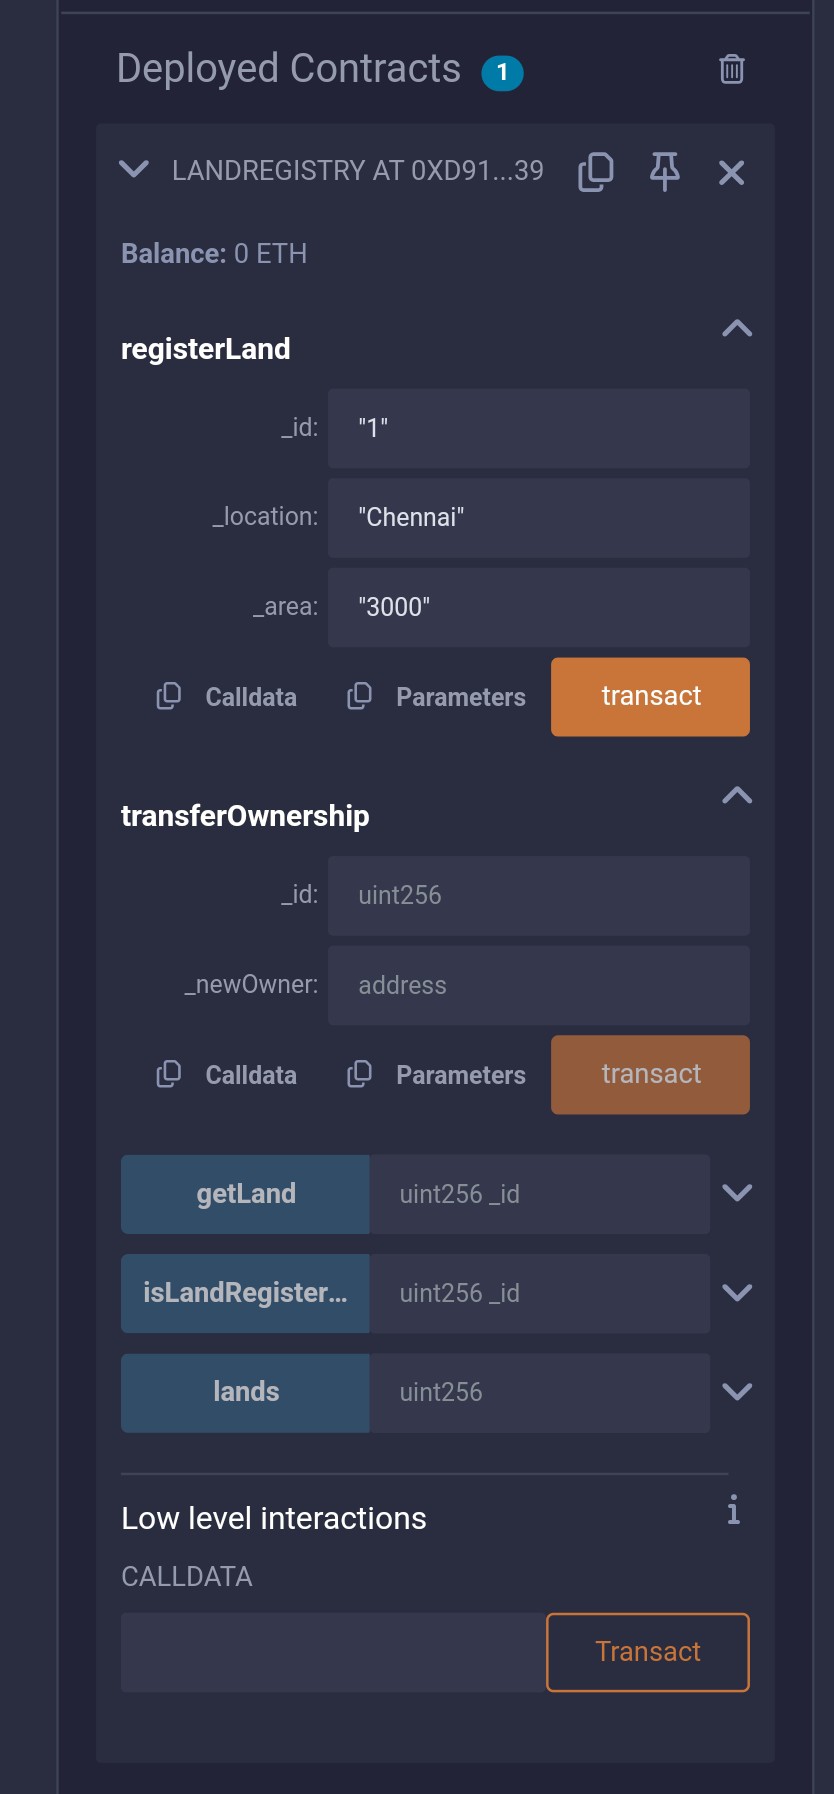 Deployed Contracts 1
LANDREGISTRY AT 0XD91...39
Balance: 0 ETH
registerLand
_id: "1"
_location: "Chennai"
_area: "3000"
Calldata Parameters transact
transferOwnership
_id: uint256
_newOwner: address
Calldata Parameters transact
getLand uint256 _id
isLandRegister... uint256 _id
lands uint256
Low level interactions i
CALLDATA
Transact